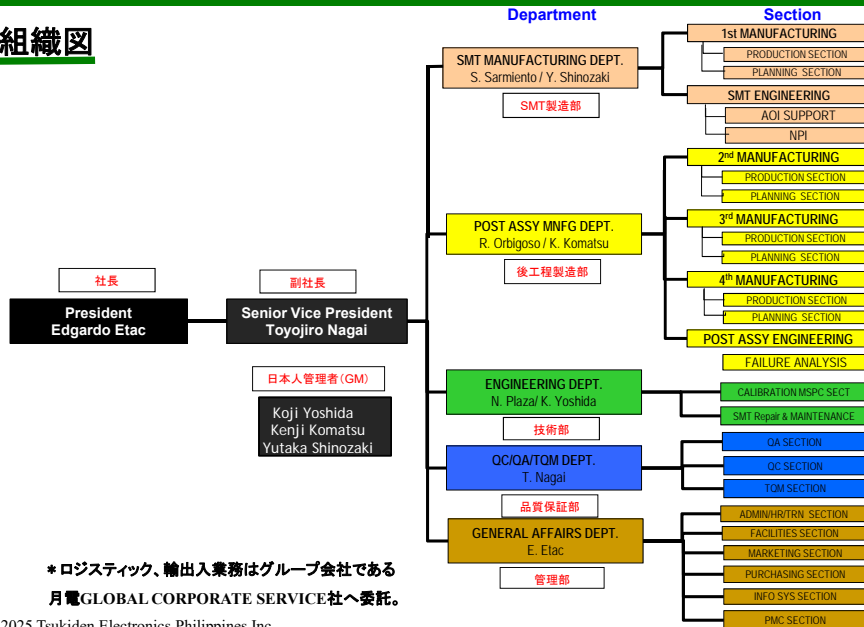 組織図
Department
Section
社長
President
Edgardo Etac
副社長
Senior Vice President
Toyojiro Nagai
日本人管理者(GM)
Koji Yoshida
Kenji Komatsu
Yutaka Shinozaki
SMT MANUFACTURING DEPT.
S. Sarmiento / Y. Shinozaki
SMT製造部
1st MANUFACTURING
PRODUCTION SECTION
PLANNING SECTION
SMT ENGINEERING
AOI SUPPORT
NPI
POST ASSY MNFG DEPT.
R. Orbigoso / K. Komatsu
後工程製造部
2nd MANUFACTURING
PRODUCTION SECTION
PLANNING SECTION
3rd MANUFACTURING
PRODUCTION SECTION
PLANNING SECTION
4th MANUFACTURING
PRODUCTION SECTION
PLANNING SECTION
POST ASSY ENGINEERING
FAILURE ANALYSIS
ENGINEERING DEPT.
N. Plaza/ K. Yoshida
技術部
CALIBRATION MSPC SECT
SMT Repair & MAINTENANCE
QC/QA/TQM DEPT.
T. Nagai
品質保証部
QA SECTION
QC SECTION
TQM SECTION
GENERAL AFFAIRS DEPT.
E. Etac
管理部
ADMIN/HR/TRN SECTION
FACILITIES SECTION
MARKETING SECTION
PURCHASING SECTION
INFO SYS SECTION
PMC SECTION
*ロジスティック、輸出入業務はグループ会社である
月電GLOBAL CORPORATE SERVICE社へ委託。
2025 Tsukiden Electronics Philippines Inc